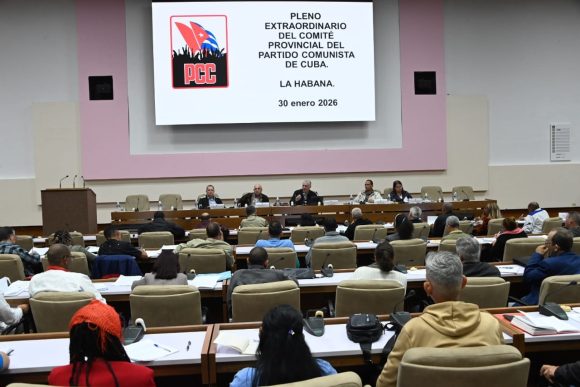 PLENO
EXTRAORDINARIO
DEL COMITÉ
PROVINCIAL DEL
PARTIDO COMUNISTA
DE CUBA.
LA HABANA.
30 enero 2026
PCC